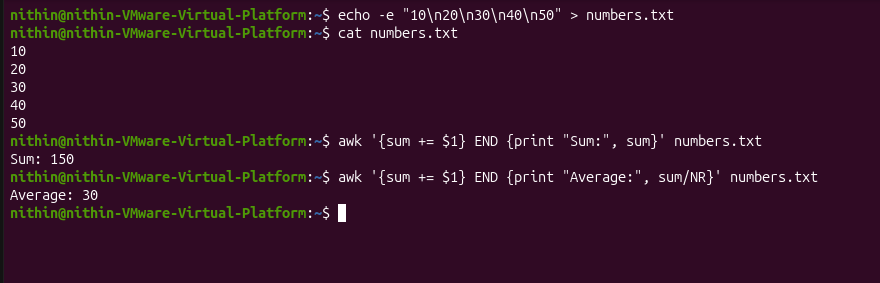 nithin@nithin-VMware-Virtual-Platform:~$ echo -e "10\n20\n30\n40\n50" > numbers.txt
nithin@nithin-VMware-Virtual-Platform:~$ cat numbers.txt
10
20
30
40
50
nithin@nithin-VMware-Virtual-Platform:~$ awk '{sum += $1} END {print "Sum:", sum}' numbers.txt
Sum: 150
nithin@nithin-VMware-Virtual-Platform:~$ awk '{sum += $1} END {print "Average:", sum/NR}' numbers.txt
Average: 30
nithin@nithin-VMware-Virtual-Platform:~$